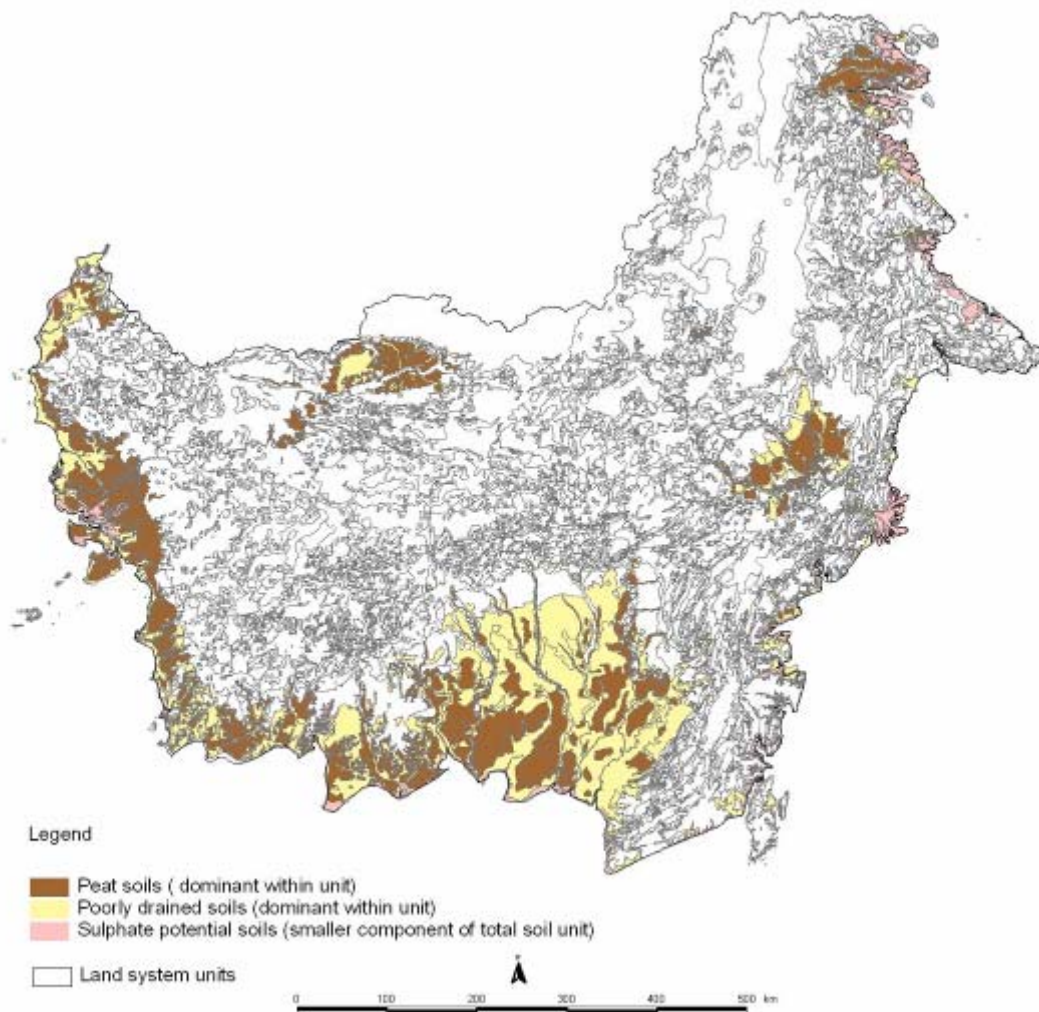 Legend
Peat soils ( dominant within unit)
Poorly drained soils (dominant within unit)
Sulphate potential soils (smaller component of total soil unit)
Land system units
0 100 200 300 400 500 km